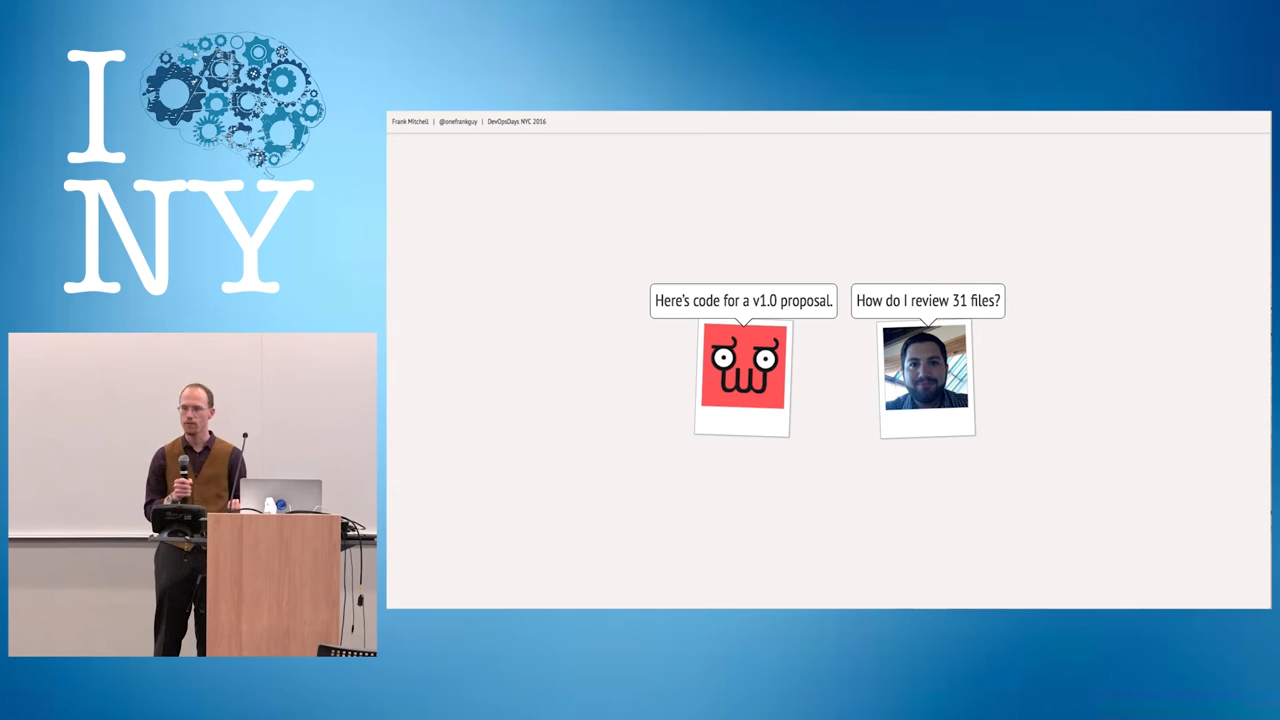 I
NY
Frank Mitchell | @onefrankguy | DevOpsDays NYC 2016
Here's code for a v1.0 proposal.
How do I review 31 files?